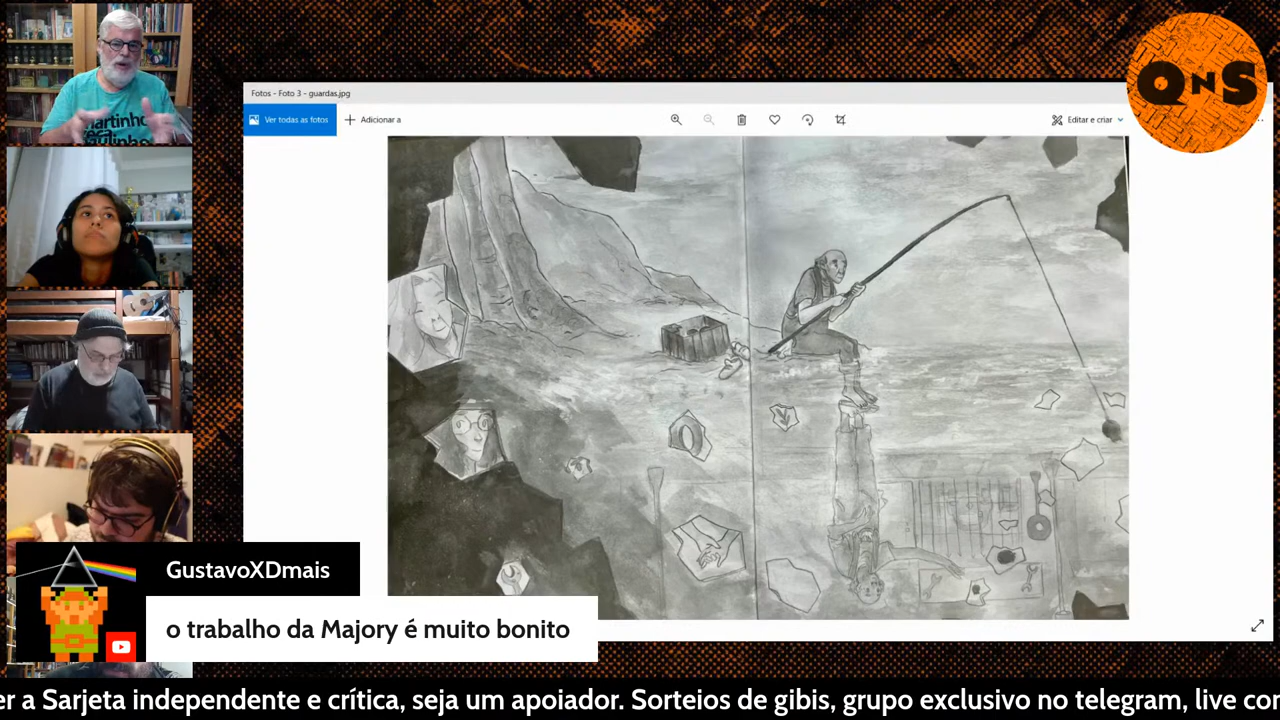 QNS
Fotos - Foto 3 - guardas.jpg
Ver todas as fotos
Adicionar a
Editar e criar
GustavoXDmais
o trabalho da Majory é muito bonito
er a Sarjeta independente e crítica, seja um apoiador. Sorteios de gibis, grupo exclusivo no telegram, live con